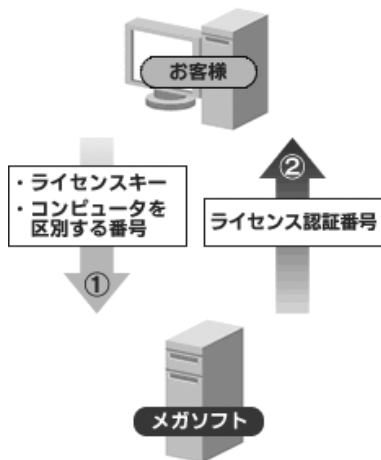 お客様
・ライセンスキー
・コンピュータを
区別する番号
①
②
ライセンス認証番号
メガソフト